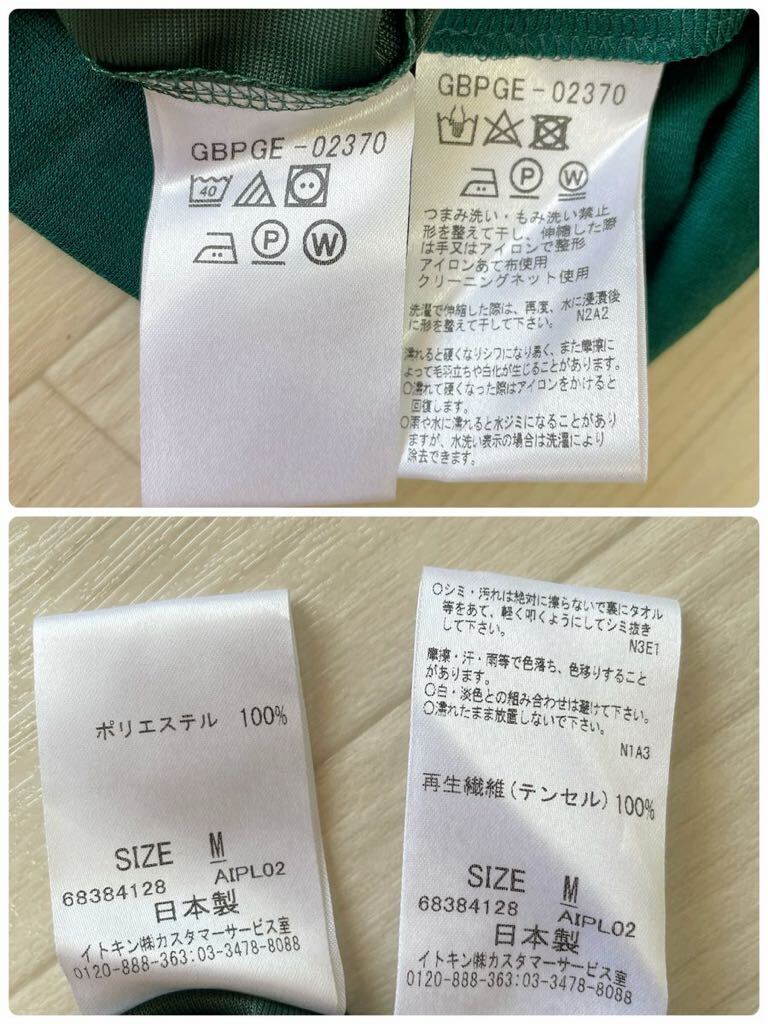 GBPGE-02370
40
P W
GBPGE-02370
P W
つまみ洗い・もみ洗い禁止
形を整えて干し、伸縮した際
は手又はアイロンで整形
アイロンあて布使用
クリーニングネット使用
洗濯で伸縮した際は、再度、水に浸漬後
に形を整えて干して下さい。 N2A2
濡れると硬くなりシワになり易く、また摩擦に
よって毛羽立ちや白化が生じることがあります。
○濡れて硬くなった際はアイロンをかけると
回復します。
○雨や水に濡れると水ジミになることがあり
ますが、水洗い表示の場合は洗濯により
除去できます。
ポリエステル 100%
SIZE M
68384128 AIPL02
日本製
イトキン㈱カスタマーサービス室
0120-888-363:03-3478-8088
○シミ・汚れは絶対に擦らないで裏にタオル
等をあて、軽く叩くようにしてシミ抜き
して下さい。
N3E1
摩擦・汗・雨等で色落ち、色移りすること
があります。
○白・淡色との組み合わせは避けて下さい。
○濡れたまま放置しないで下さい。
N1A3
再生繊維(テンセル)100%
SIZE M
68384128 AIPL02
日本製
イトキン㈱カスタマーサービス室
0120-888-363:03-3478-8088